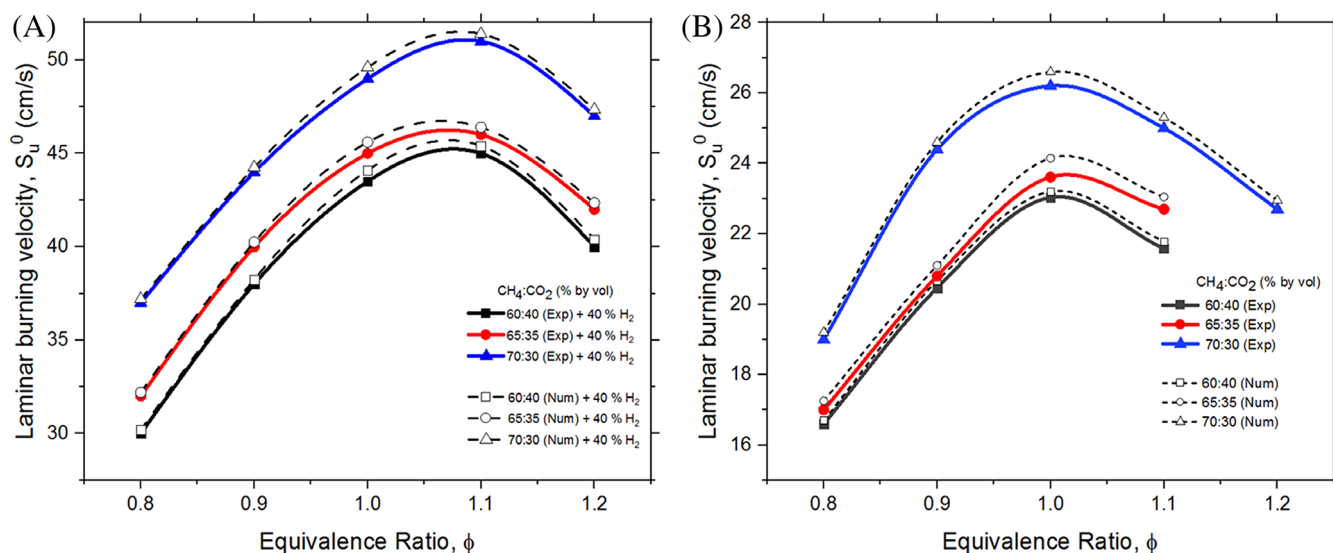 (A)
Laminar burning velocity, Su⁰ (cm/s)
50
45
40
35
30
CH₄:CO₂ (% by vol)
60:40 (Exp) + 40 % H₂
65:35 (Exp) + 40 % H₂
70:30 (Exp) + 40 % H₂
60:40 (Num) + 40 % H₂
65:35 (Num) + 40 % H₂
70:30 (Num) + 40 % H₂
0.8 0.9 1.0 1.1 1.2
Equivalence Ratio, ϕ
(B)
Laminar burning velocity, Su⁰ (cm/s)
28
26
24
22
20
18
16
CH₄:CO₂ (% by vol)
60:40 (Exp)
65:35 (Exp)
70:30 (Exp)
60:40 (Num)
65:35 (Num)
70:30 (Num)
0.8 0.9 1.0 1.1 1.2
Equivalence Ratio, ϕ